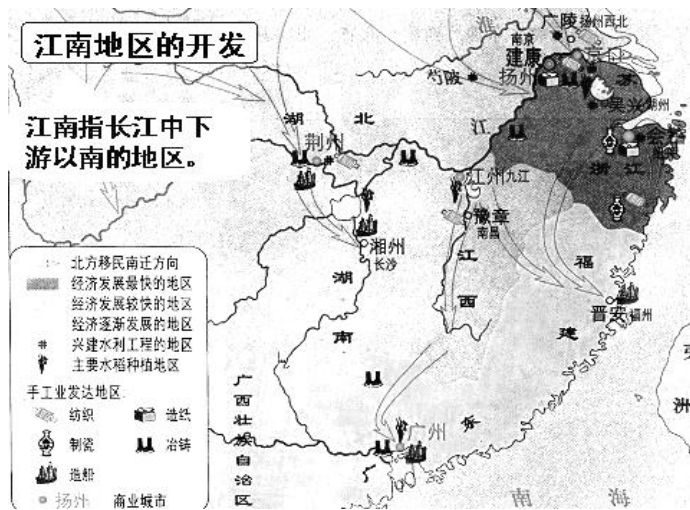 江南地区的开发
江南指长江中下
游以南的地区。
淮
广陵
扬州西北
南京
建康
扬州
芍陂
苏
吴兴
湖州
会稽
浙
江
湖
北
江
荆州
江州
九江
豫章
南昌
湘州
长沙
江
西
湖
南
福
建
晋安
福州
广
东
广州
广西壮族自治区
南
海
洲
北方移民南迁方向
经济发展最快的地区
经济发展较快的地区
经济逐渐发展的地区
兴建水利工程的地区
主要水稻种植地区
手工业发达地区
纺织
造纸
制瓷
冶铸
造船
扬州
商业城市